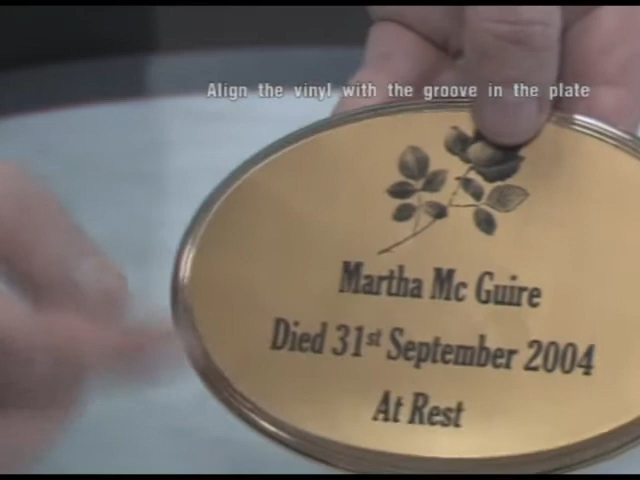 Align the vinyl with the groove in the plate
Martha Mc Guire
Died 31st September 2004
At Rest